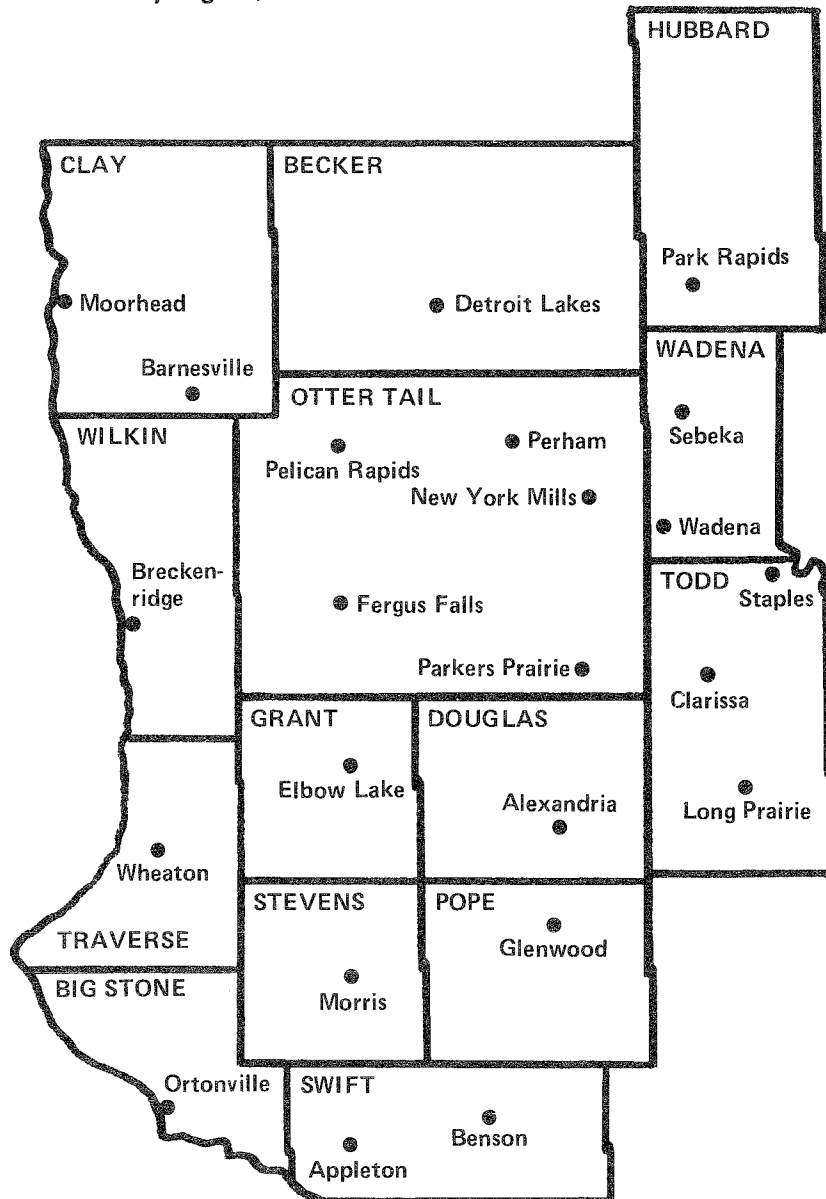 HUBBARD
CLAY
BECKER
Park Rapids
Moorhead
Detroit Lakes
WADENA
Barnesville
OTTER TAIL
Sebeka
WILKIN
Pelican Rapids
Perham
New York Mills
Wadena
Brecken-
ridge
TODD
Staples
Fergus Falls
Parkers Prairie
Clarissa
GRANT
DOUGLAS
Elbow Lake
Alexandria
Long Prairie
Wheaton
STEVENS
POPE
TRAVERSE
Glenwood
BIG STONE
Morris
Ortonville
SWIFT
Benson
Appleton